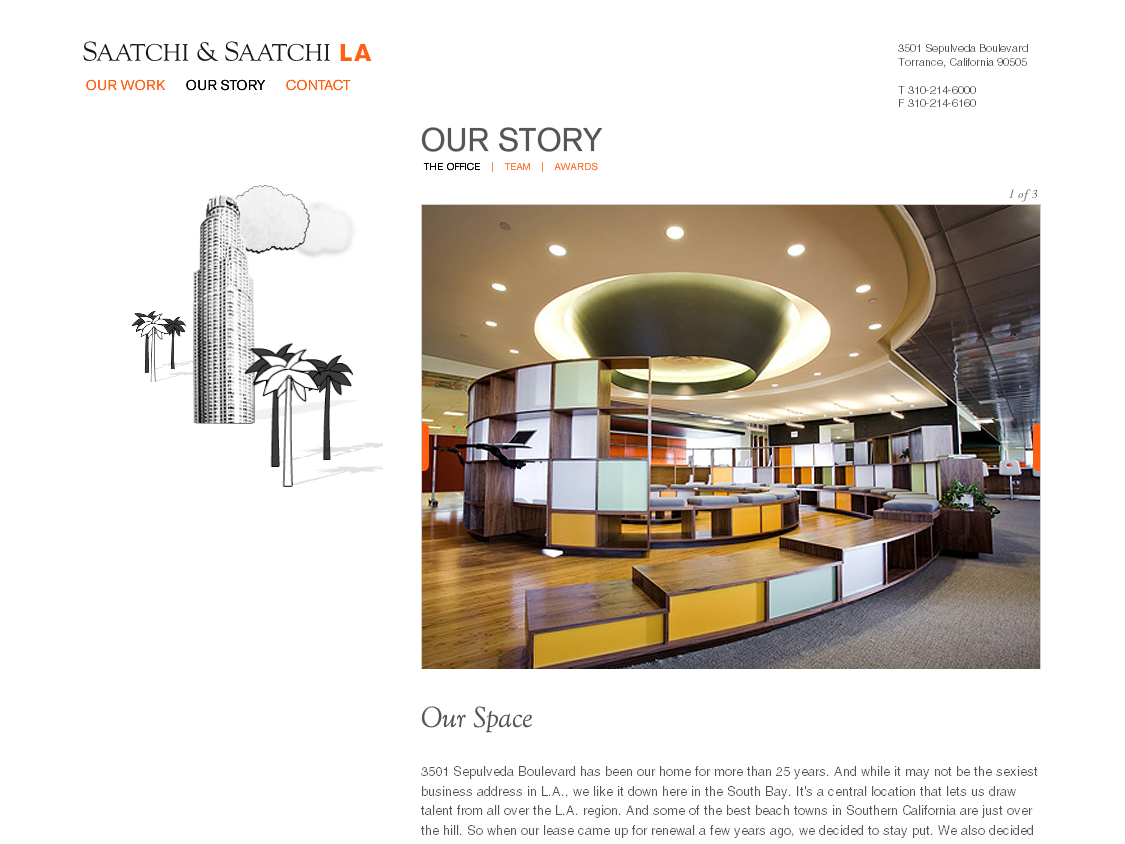 SAATCHI & SAATCHI LA
3501 Sepulveda Boulevard
Torrance, California 90505
T 310-214-6000
F 310-214-6160
OUR WORK OUR STORY CONTACT
OUR STORY
THE OFFICE | TEAM | AWARDS
1 of 3
Our Space
3501 Sepulveda Boulevard has been our home for more than 25 years. And while it may not be the sexiest
business address in L.A., we like it down here in the South Bay. It's a central location that lets us draw
talent from all over the L.A. region. And some of the best beach towns in Southern California are just over
the hill. So when our lease came up for renewal a few years ago, we decided to stay put. We also decided